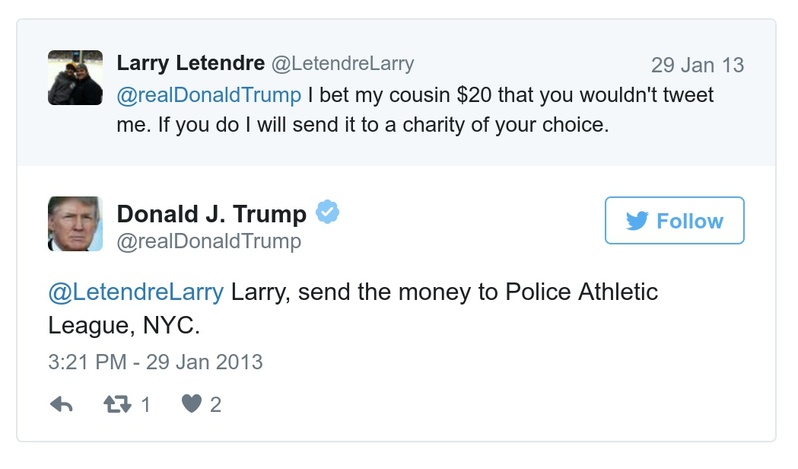 Larry Letendre @LetendreLarry 29 Jan 13
@realDonaldTrump I bet my cousin $20 that you wouldn't tweet
me. If you do I will send it to a charity of your choice.
Donald J. Trump
@realDonaldTrump
Follow
@LetendreLarry Larry, send the money to Police Athletic
League, NYC.
3:21 PM - 29 Jan 2013
1 2